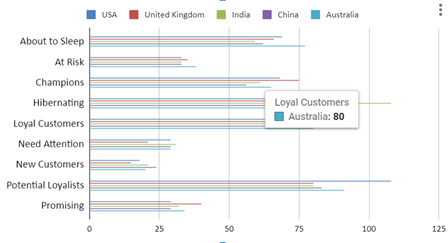 USA United Kingdom India China Australia
About to Sleep
At Risk
Champions
Hibernating
Loyal Customers
Australia: 80
Loyal Customers
Need Attention
New Customers
Potential Loyalists
Promising
0 25 50 75 100 125